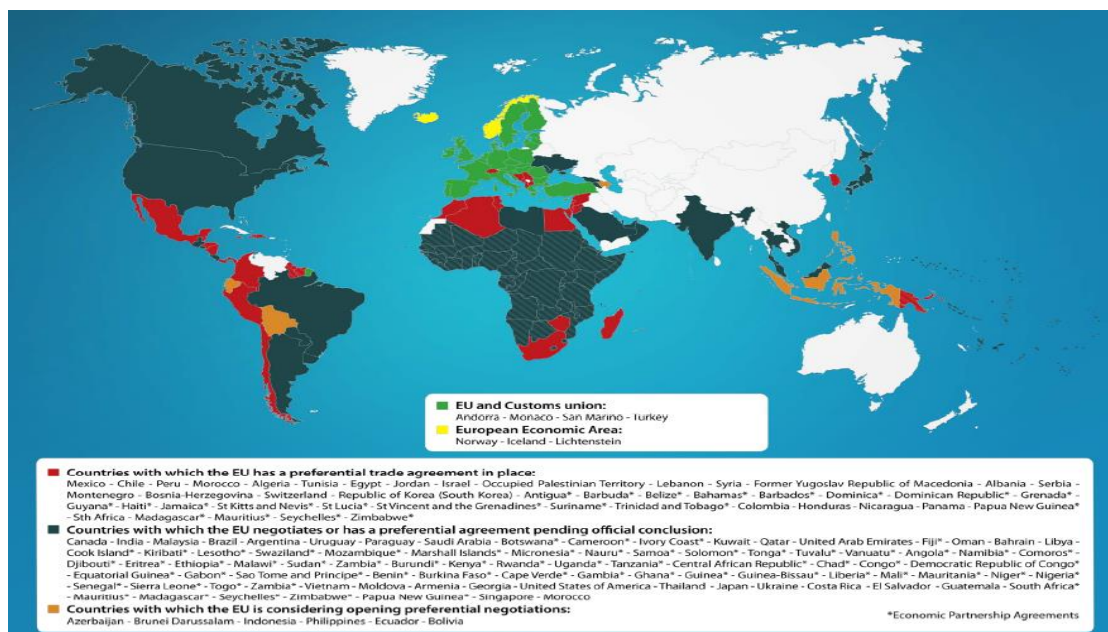 EU and Customs union:
Andorra - Monaco - San Marino - Turkey
European Economic Area:
Norway - Iceland - Lichtenstein
Countries with which the EU has a preferential trade agreement in place:
Mexico - Chile - Peru - Morocco - Algeria - Tunisia - Egypt - Jordan - Israel - Occupied Palestinian Territory - Lebanon - Syria - Former Yugoslav Republic of Macedonia - Albania - Serbia -
Montenegro - Bosnia-Herzegovina - Switzerland - Republic of Korea (South Korea) - Antigua* - Barbuda* - Belize* - Bahamas* - Barbados* - Dominica* - Dominican Republic* - Grenada* -
Guyana* - Haiti* - Jamaica* - St Kitts and Nevis* - St Lucia* - St Vincent and the Grenadines* - Suriname* - Trinidad and Tobago* - Colombia - Honduras - Nicaragua - Panama - Papua New Guinea*
- Sth Africa - Madagascar* - Mauritius* - Seychelles* - Zimbabwe*
Countries with which the EU negotiates or has a preferential agreement pending official conclusion:
Canada - India - Malaysia - Brazil - Argentina - Uruguay - Paraguay - Saudi Arabia - Botswana* - Cameroon* - Ivory Coast* - Kuwait - Qatar - United Arab Emirates - Fiji* - Oman - Bahrain - Libya -
Cook Island* - Kiribati* - Lesotho* - Swaziland* - Mozambique* - Marshall Islands* - Micronesia* - Nauru* - Samoa* - Solomon* - Tonga* - Tuvalu* - Vanuatu* - Angola* - Namibia* - Comoros* -
Djibouti* - Eritrea* - Ethiopia* - Malawi* - Sudan* - Zambia* - Burundi* - Kenya* - Rwanda* - Uganda* - Tanzania* - Central African Republic* - Chad* - Congo* - Democratic Republic of Congo*
- Equatorial Guinea* - Gabon* - Sao Tome and Principe* - Benin* - Burkina Faso* - Cape Verde* - Gambia* - Ghana* - Guinea* - Guinea-Bissau* - Liberia* - Mali* - Mauritania* - Niger* - Nigeria*
- Senegal* - Sierra Leone* - Togo* - Zambia* - Vietnam - Moldova - Armenia - Georgia - United States of America -Thailand - Japan - Ukraine - Costa Rica - El Salvador - Guatemala - South Africa*
- Mauritius* - Madagascar* - Seychelles* - Zimbabwe* - Papua New Guinea* - Singapore - Morocco
Countries with which the EU is considering opening preferential negotiations:
Azerbaijan - Brunei Darussalam - Indonesia - Philippines - Ecuador - Bolivia
*Economic Partnership Agreements